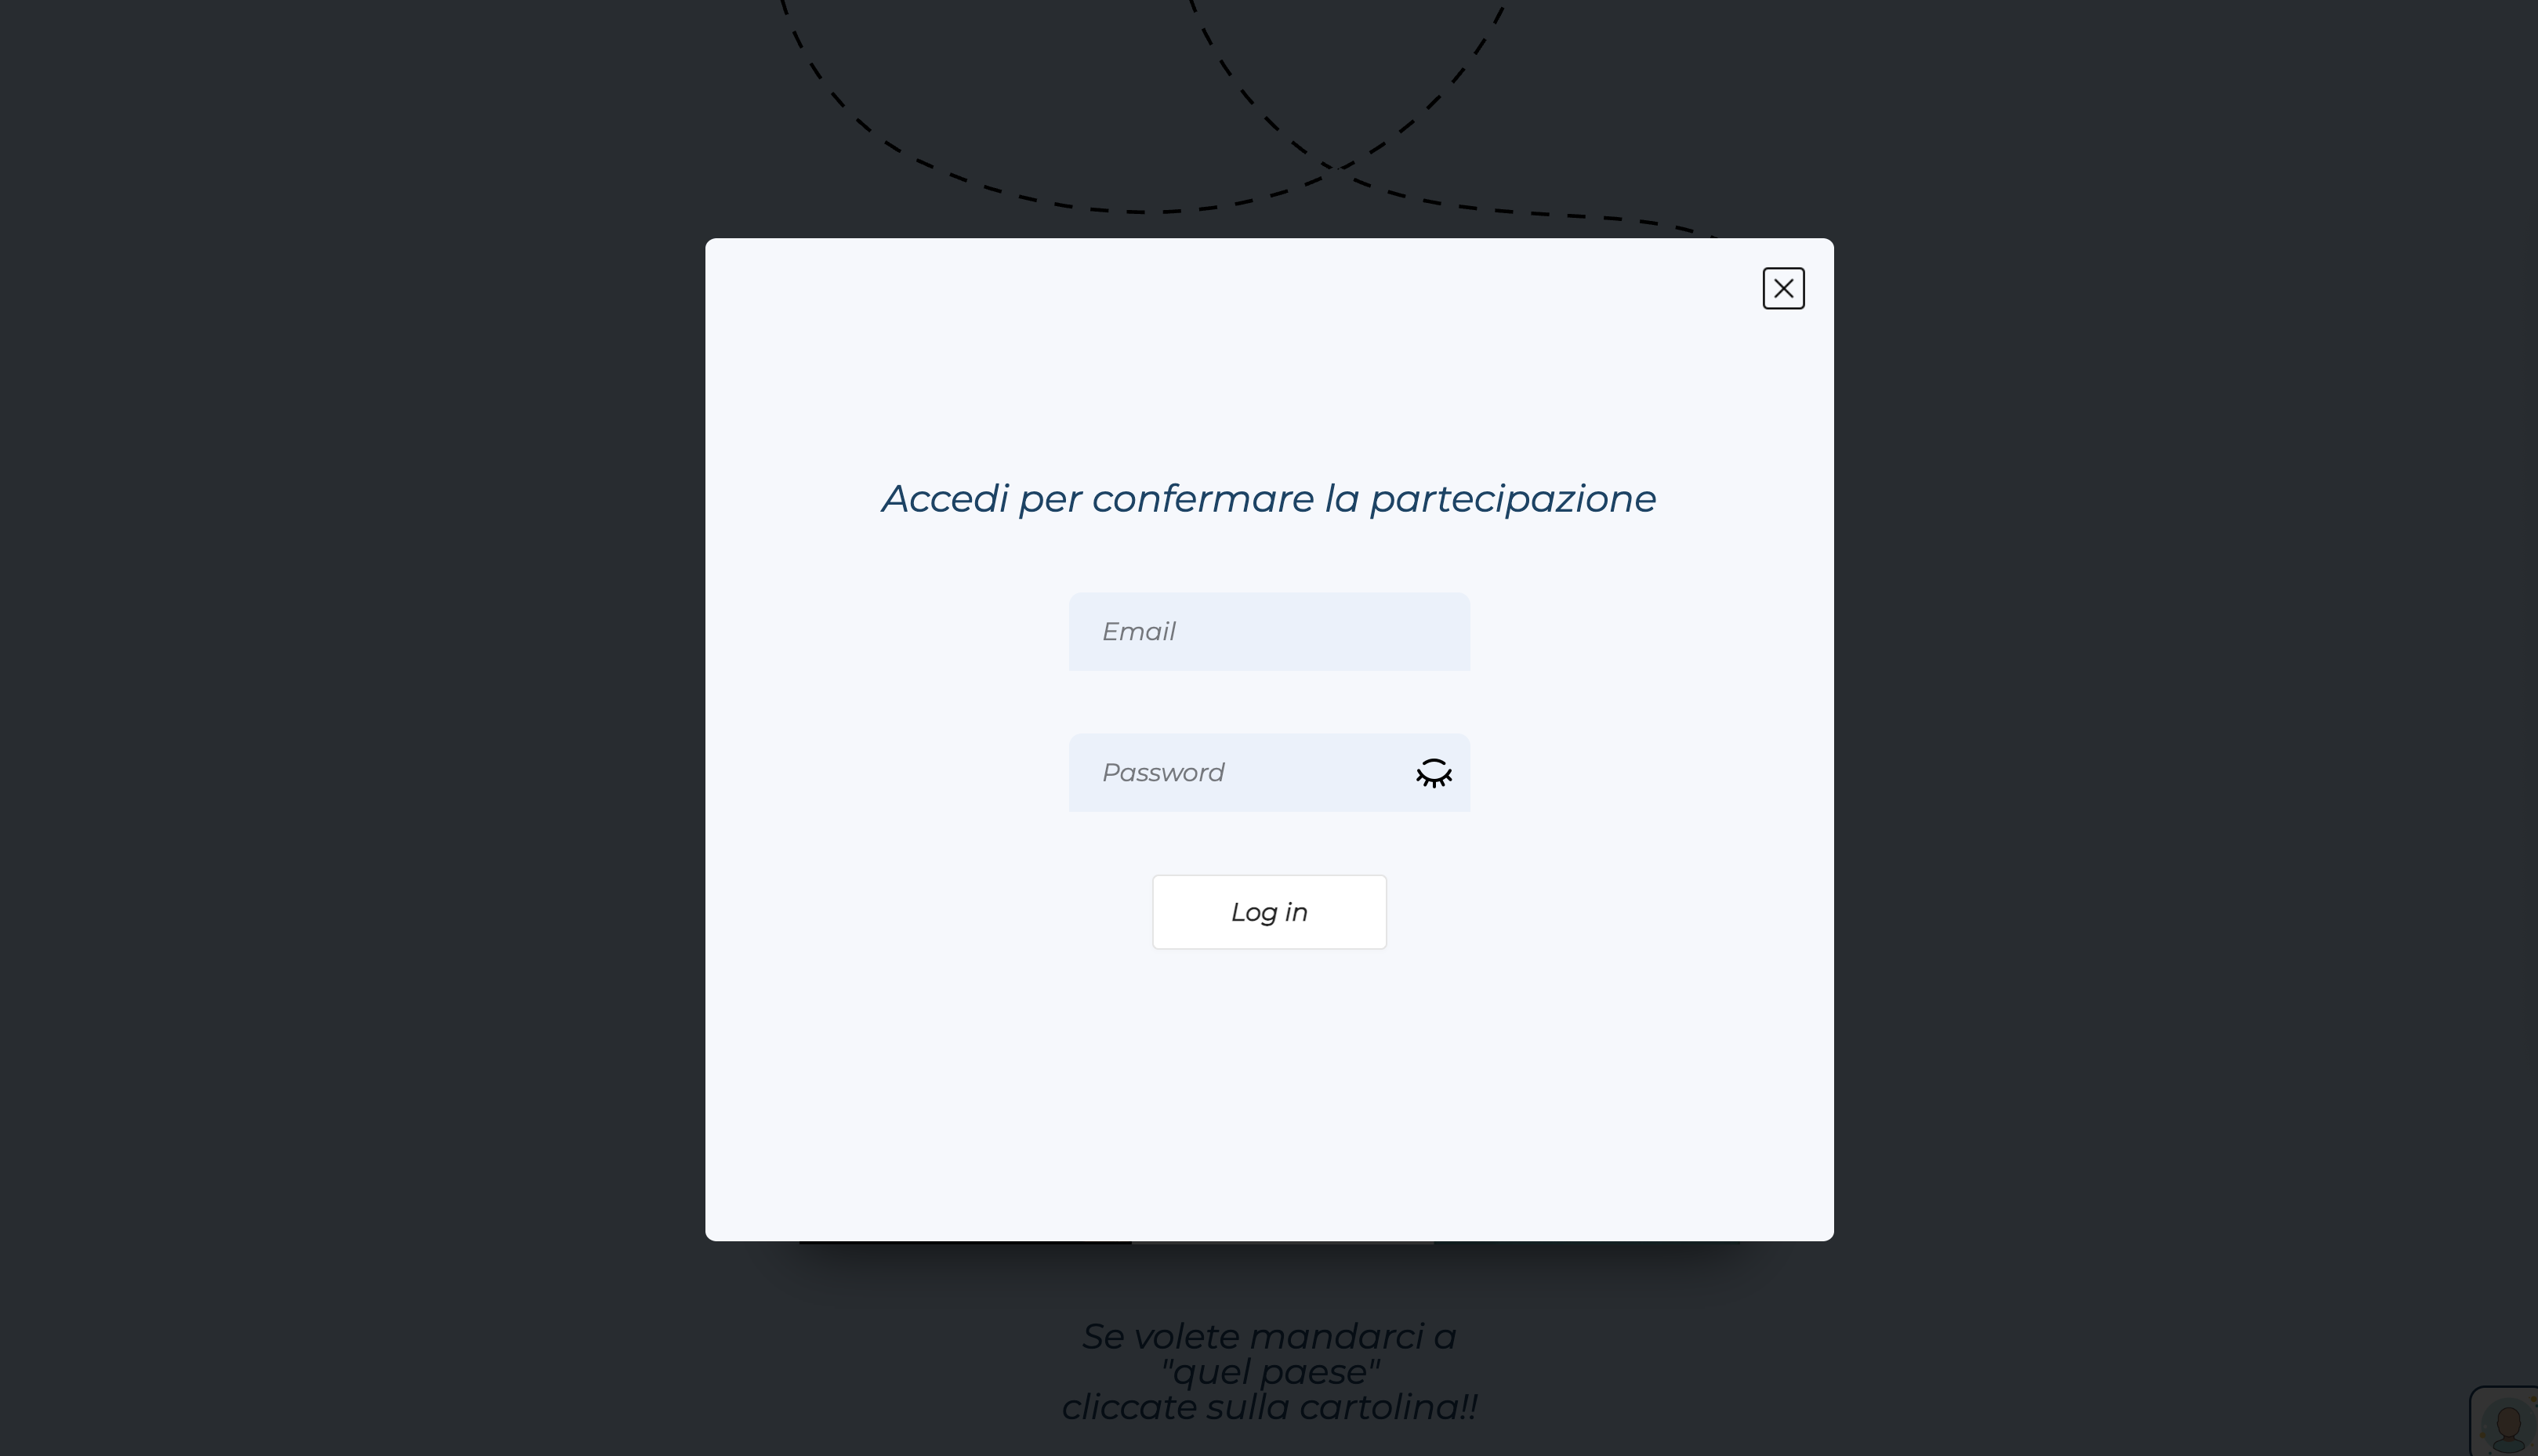 Accedi per confermare la partecipazione
Email
Password
Log in
Se volete mandarci a
"quel paese"
cliccate sulla cartolina!!